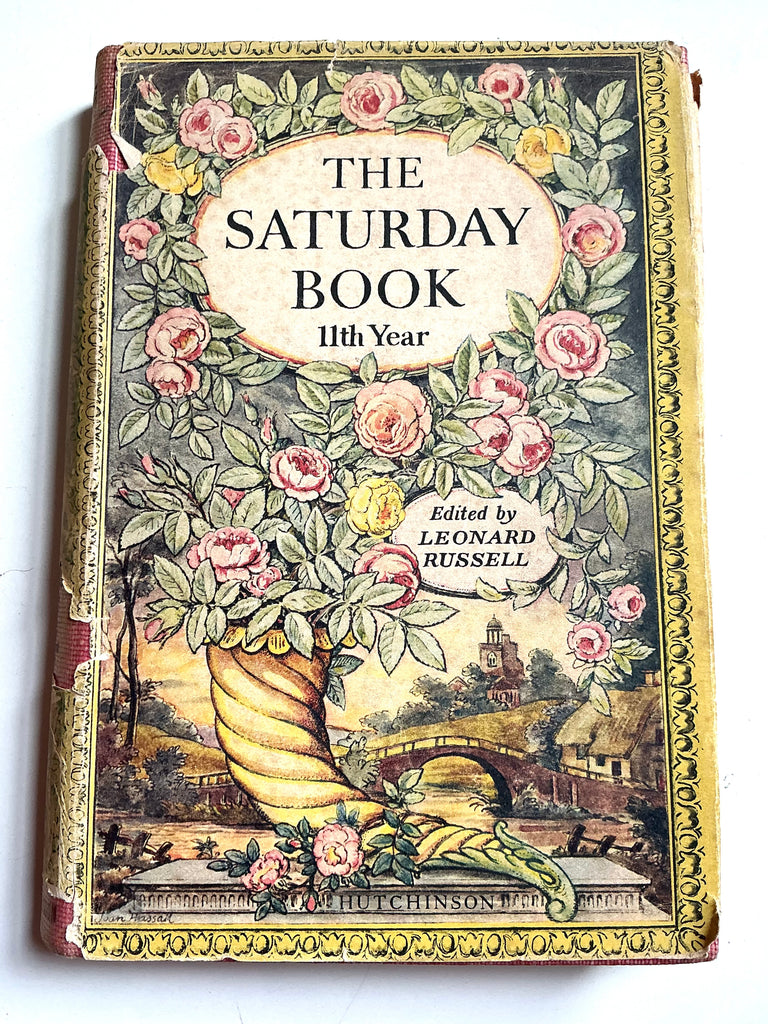 THE
SATURDAY
BOOK
11th Year
Edited by
LEONARD
RUSSELL
HUTCHINSON
Joan Hassall